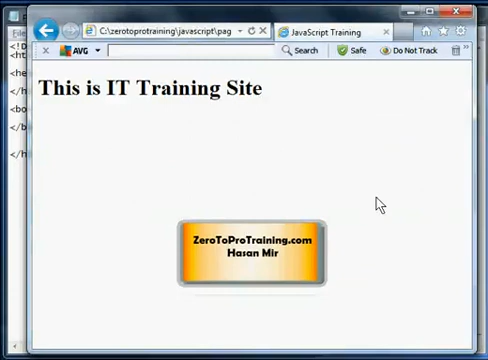 C:\zerotoprotraining\javascript\pag
JavaScript Training
AVG
Search
Safe
Do Not Track
This is IT Training Site
ZeroToProTraining.com
Hasan Mir